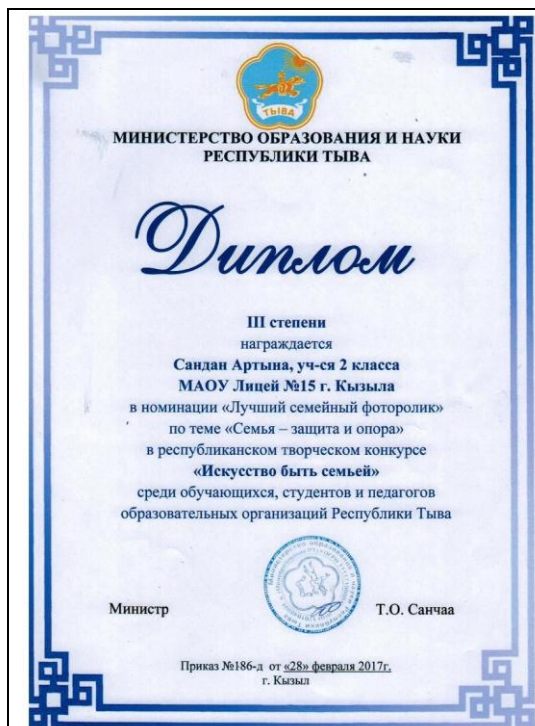 ТЫВА
МИНИСТЕРСТВО ОБРАЗОВАНИЯ И НАУКИ
РЕСПУБЛИКИ ТЫВА
Диплом
III степени
награждается
Сандан Артына, уч-ся 2 класса
МАОУ Лицей №15 г. Кызыла
в номинации «Лучший семейный фоторолик»
по теме «Семья – защита и опора»
в республиканском творческом конкурсе
«Искусство быть семьей»
среди обучающихся, студентов и педагогов
образовательных организаций Республики Тыва
Министр
Т.О. Санчаа
Приказ №186-д от «28» февраля 2017г.
г. Кызыл